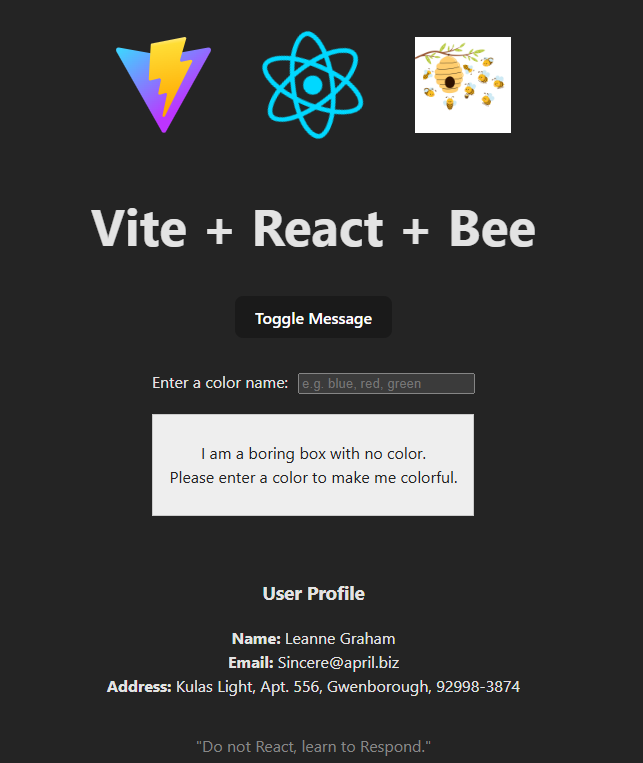 Vite + React + Bee
Toggle Message
Enter a color name: e.g. blue, red, green
I am a boring box with no color.
Please enter a color to make me colorful.
User Profile
Name: Leanne Graham
Email: Sincere@april.biz
Address: Kulas Light, Apt. 556, Gwenborough, 92998-3874
"Do not React, learn to Respond."